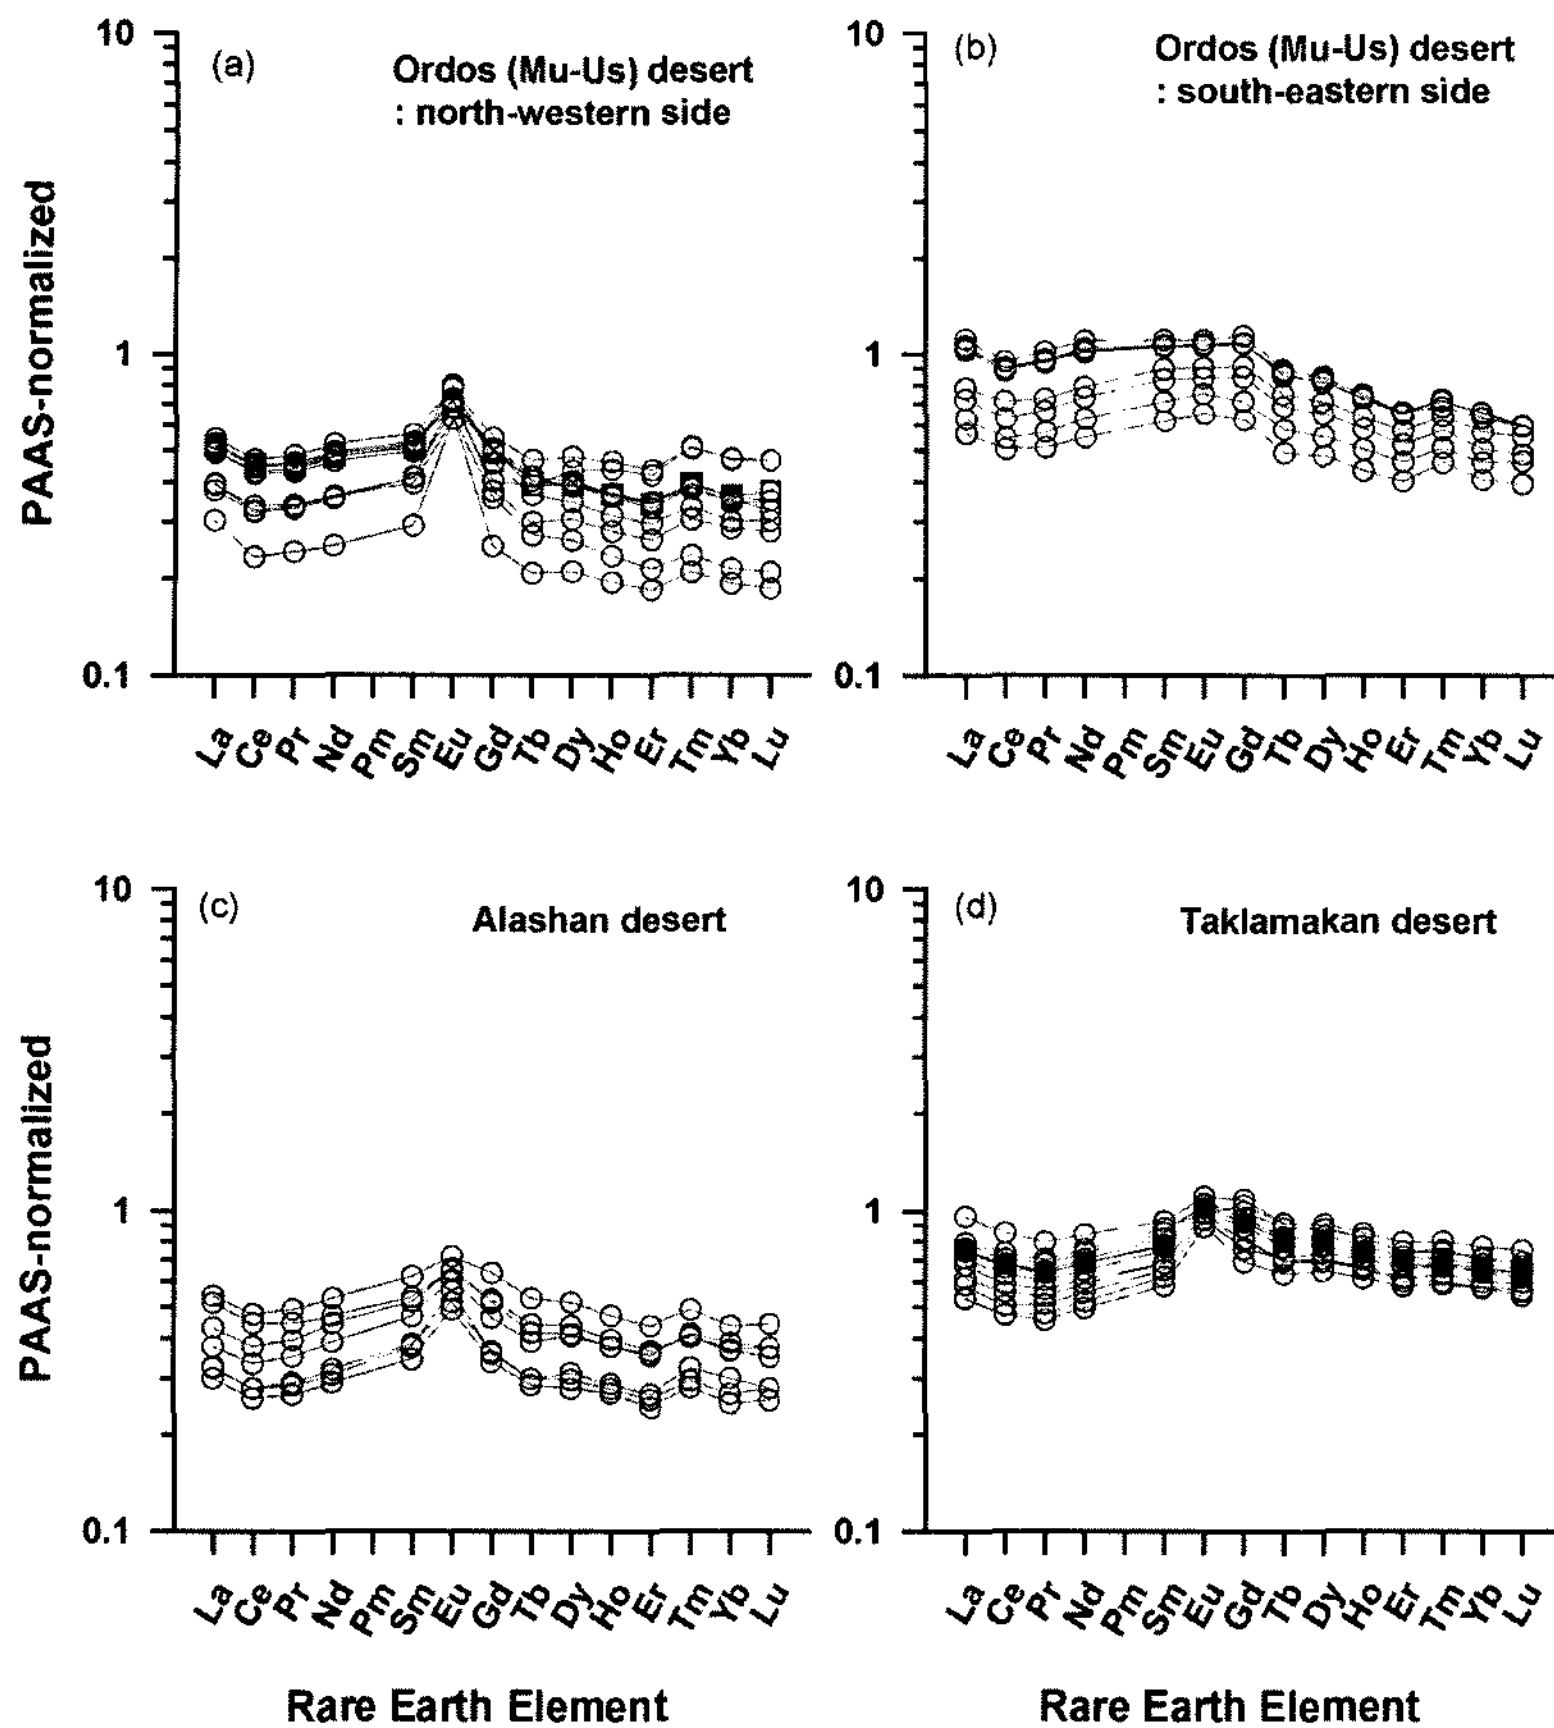 (a)
Ordos (Mu-Us) desert
: north-western side
PAAS-normalized
10
1
0.1
La Ce Pr Nd Pm Sm Eu Gd Tb Dy Ho Er Tm Yb Lu
(b)
Ordos (Mu-Us) desert
: south-eastern side
10
1
0.1
La Ce Pr Nd Pm Sm Eu Gd Tb Dy Ho Er Tm Yb Lu
(c)
Alashan desert
PAAS-normalized
10
1
0.1
La Ce Pr Nd Pm Sm Eu Gd Tb Dy Ho Er Tm Yb Lu
Rare Earth Element
(d)
Taklamakan desert
10
1
0.1
La Ce Pr Nd Pm Sm Eu Gd Tb Dy Ho Er Tm Yb Lu
Rare Earth Element